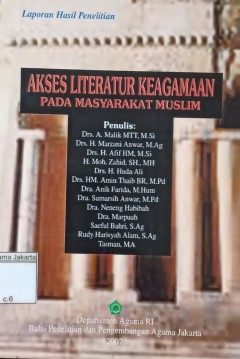 Laporan Hasil Penelitian
AKSES LITERATUR KEAGAMAAN
PADA MASYARAKAT MUSLIM
Penulis:
Drs. A. Malik MTT, M.Si
Drs. H. Marzani Anwar, M.Ag
Drs. H. Afif HM, M.Si
H. Moh. Zahid, SH., MH
Drs. H. Huda Ali
Drs. HM. Amin Thaib BR, M.Pd
Dra. Anik Farida, M.Hum
Dra. Sumarsih Anwar, M.Pd
Dra. Neneng Habibah
Dra. Marpuah
Saeful Bahri, S.Ag
Rudy Harisyah Alam, S.Ag
Tasman, MA
ama Jakarta
c.6
Departemen Agama RI
Balai Penelitian dan Pengembangan Agama Jakarta
2007